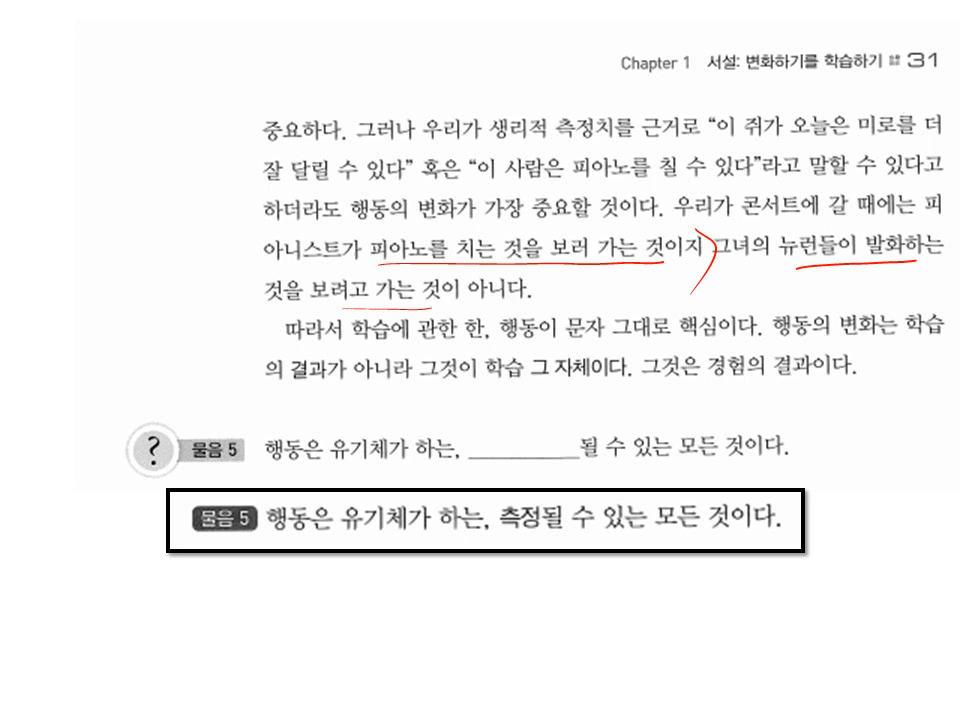 Chapter 1 서설: 변화하기를 학습하기 31
중요하다. 그러나 우리가 생리적 측정치를 근거로 “이 쥐가 오늘은 미로를 더
잘 달릴 수 있다” 혹은 “이 사람은 피아노를 칠 수 있다”라고 말할 수 있다고
하더라도 행동의 변화가 가장 중요할 것이다. 우리가 콘서트에 갈 때에는 피
아니스트가 피아노를 치는 것을 보러 가는 것이지 그녀의 뉴런들이 발화하는
것을 보려고 가는 것이 아니다.
따라서 학습에 관한 한, 행동이 문자 그대로 핵심이다. 행동의 변화는 학습
의 결과가 아니라 그것이 학습 그 자체이다. 그것은 경험의 결과이다.
? 물음 5 행동은 유기체가 하는, __________될 수 있는 모든 것이다.
물음 5 행동은 유기체가 하는, 측정될 수 있는 모든 것이다.